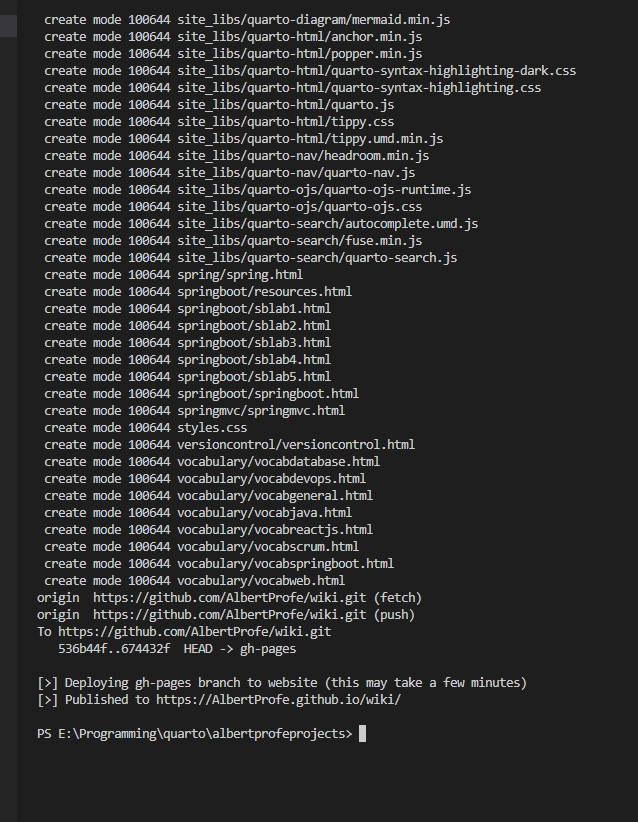 create mode 100644 site_libs/quarto-diagram/mermaid.min.js
create mode 100644 site_libs/quarto-html/anchor.min.js
create mode 100644 site_libs/quarto-html/popper.min.js
create mode 100644 site_libs/quarto-html/quarto-syntax-highlighting-dark.css
create mode 100644 site_libs/quarto-html/quarto-syntax-highlighting.css
create mode 100644 site_libs/quarto-html/quarto.js
create mode 100644 site_libs/quarto-html/tippy.css
create mode 100644 site_libs/quarto-html/tippy.umd.min.js
create mode 100644 site_libs/quarto-nav/headroom.min.js
create mode 100644 site_libs/quarto-nav/quarto-nav.js
create mode 100644 site_libs/quarto-ojs/quarto-ojs-runtime.js
create mode 100644 site_libs/quarto-ojs/quarto-ojs.css
create mode 100644 site_libs/quarto-search/autocomplete.umd.js
create mode 100644 site_libs/quarto-search/fuse.min.js
create mode 100644 site_libs/quarto-search/quarto-search.js
create mode 100644 spring/spring.html
create mode 100644 springboot/resources.html
create mode 100644 springboot/sblab1.html
create mode 100644 springboot/sblab2.html
create mode 100644 springboot/sblab3.html
create mode 100644 springboot/sblab4.html
create mode 100644 springboot/sblab5.html
create mode 100644 springboot/springboot.html
create mode 100644 springmvc/springmvc.html
create mode 100644 styles.css
create mode 100644 versioncontrol/versioncontrol.html
create mode 100644 vocabulary/vocabdatabase.html
create mode 100644 vocabulary/vocabdevops.html
create mode 100644 vocabulary/vocabgeneral.html
create mode 100644 vocabulary/vocabjava.html
create mode 100644 vocabulary/vocabreactjs.html
create mode 100644 vocabulary/vocabscrum.html
create mode 100644 vocabulary/vocabspringboot.html
create mode 100644 vocabulary/vocabweb.html
origin  https://github.com/AlbertProfe/wiki.git (fetch)
origin  https://github.com/AlbertProfe/wiki.git (push)
To https://github.com/AlbertProfe/wiki.git
536b44f..674432f  HEAD -> gh-pages
[>] Deploying gh-pages branch to website (this may take a few minutes)
[>] Published to https://AlbertProfe.github.io/wiki/
PS E:\Programming\quarto\albertprofeprojects>